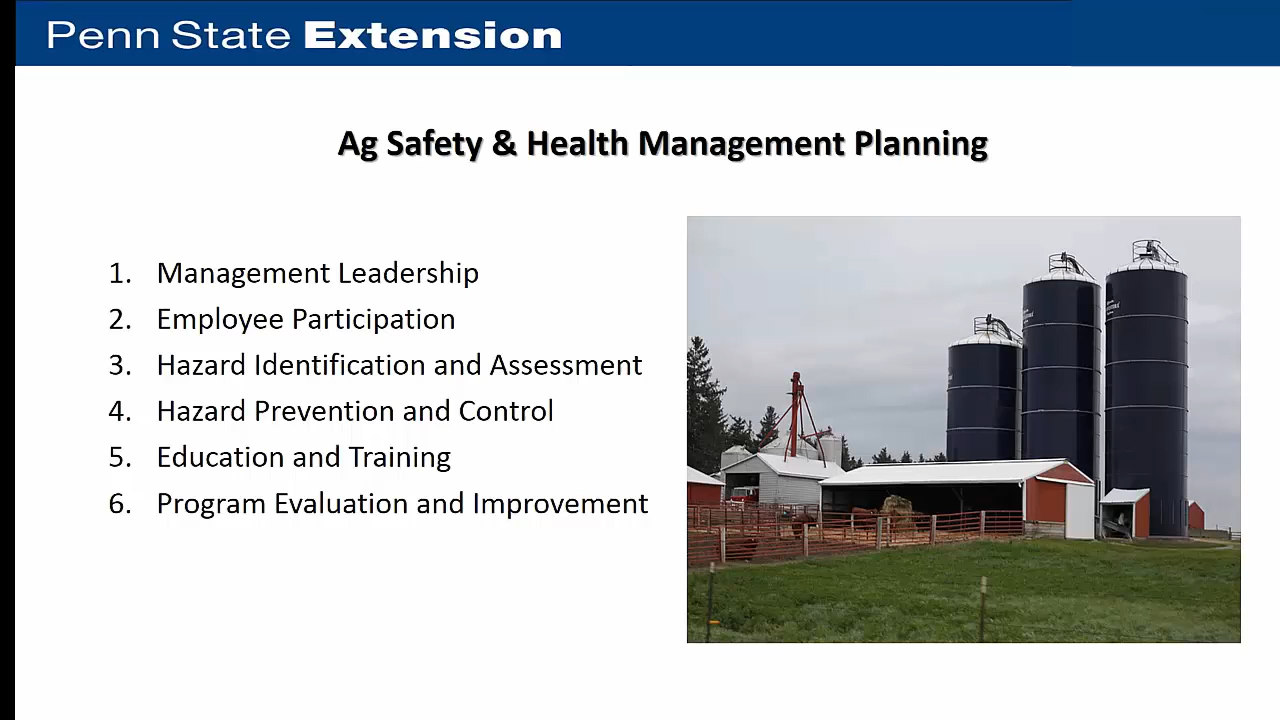 Penn State Extension
Ag Safety & Health Management Planning
1. Management Leadership
2. Employee Participation
3. Hazard Identification and Assessment
4. Hazard Prevention and Control
5. Education and Training
6. Program Evaluation and Improvement